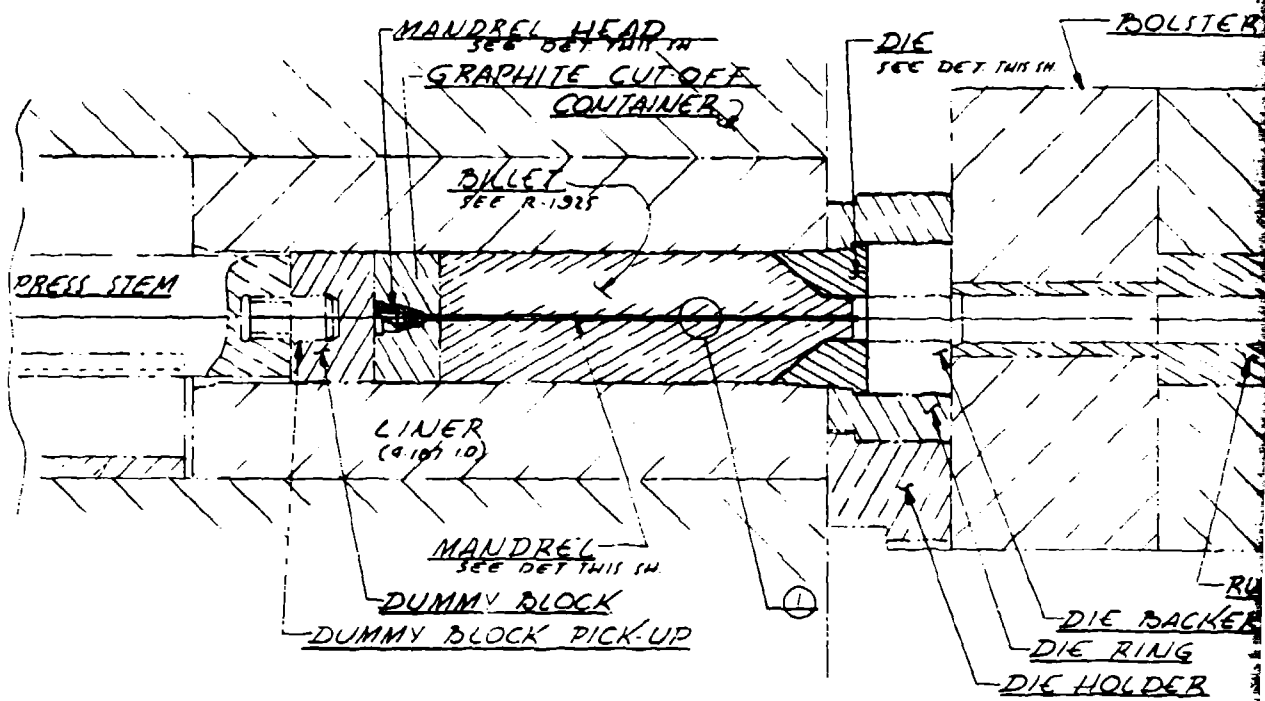 MANDREL HEAD
SEE DET THIS SH
GRAPHITE CUT-OFF
CONTAINER
DIE
SEE DET. THIS SH.
BOLSTER
BILLET
SEE R-1925
PRESS STEM
LINER
MANDREL
SEE DET THIS SH.
1
DUMMY BLOCK
DUMMY BLOCK PICK-UP
DIE BACKER
DIE RING
DIE HOLDER